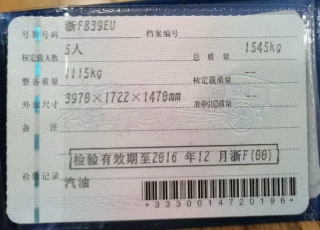 号牌号码 浙F839EU 档案编号
核定载人数 5人 总质量 1545kg
整备质量 1115kg 核定载质量 --
外廓尺寸 3970×1722×1470mm 准牵引总质量 --
备注
检验有效期至2016 年 12 月浙F(00)
检验记录 汽油
*3330014720196*